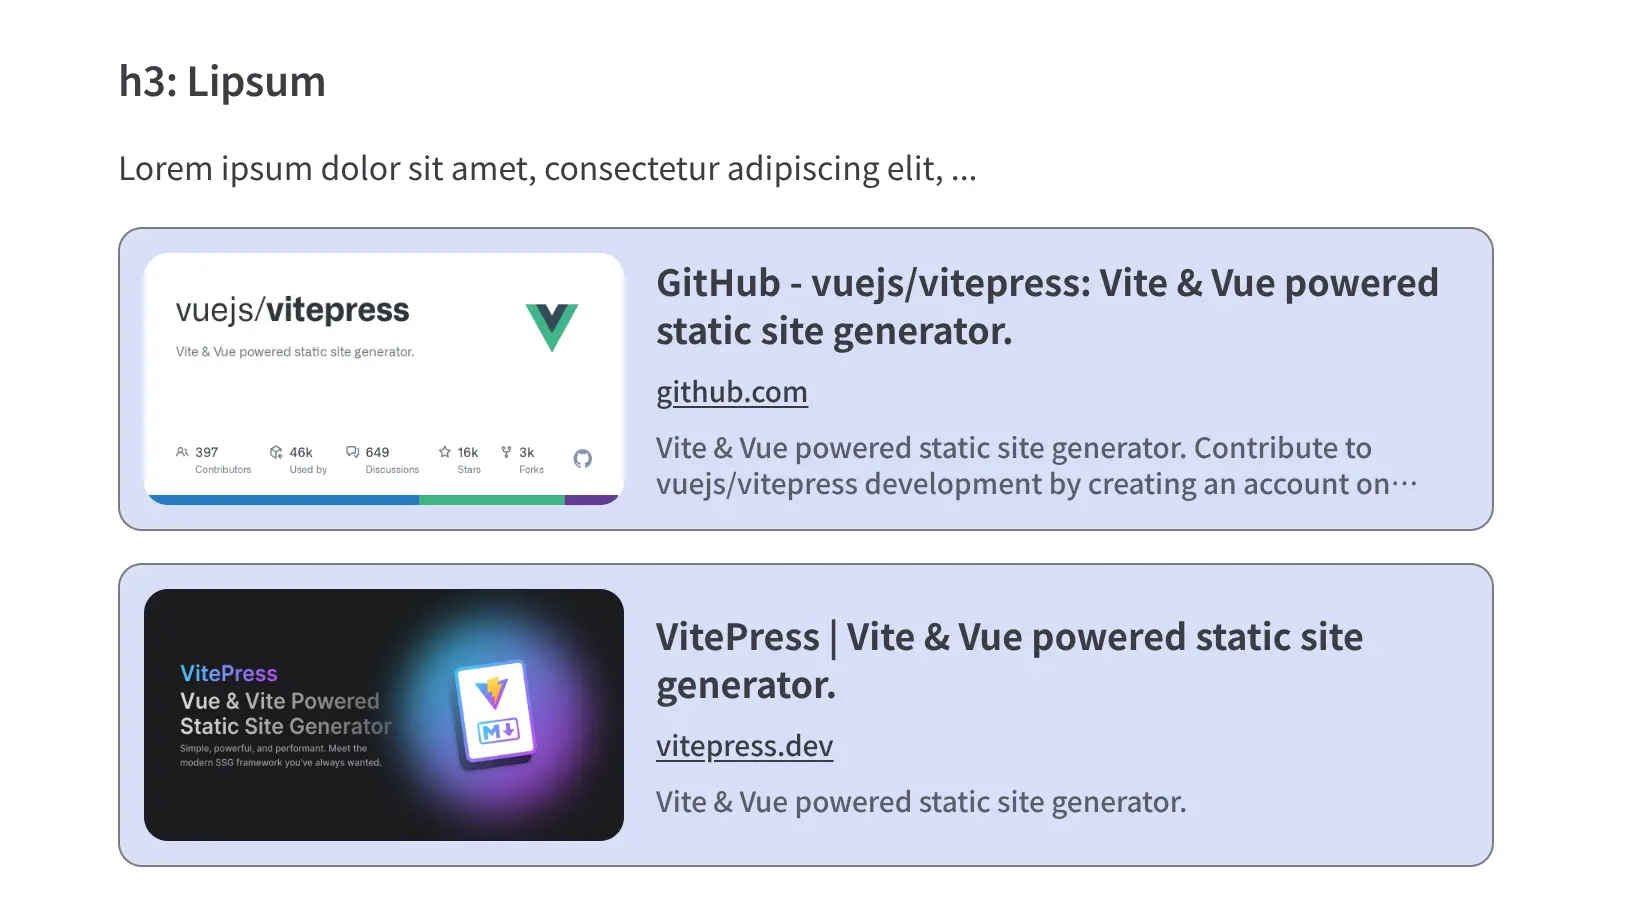 h3: Lipsum
Lorem ipsum dolor sit amet, consectetur adipiscing elit, ...
vuejs/vitepress
Vite & Vue powered static site generator.
397 46k 649 16k 3k
Contributors Used by Discussions Stars Forks
GitHub - vuejs/vitepress: Vite & Vue powered
static site generator.
github.com
Vite & Vue powered static site generator. Contribute to
vuejs/vitepress development by creating an account on…
VitePress
Vue & Vite Powered
Static Site Generator
Simple, powerful, and performant. Meet the
modern SSG framework you've always wanted.
M
VitePress | Vite & Vue powered static site
generator.
vitepress.dev
Vite & Vue powered static site generator.